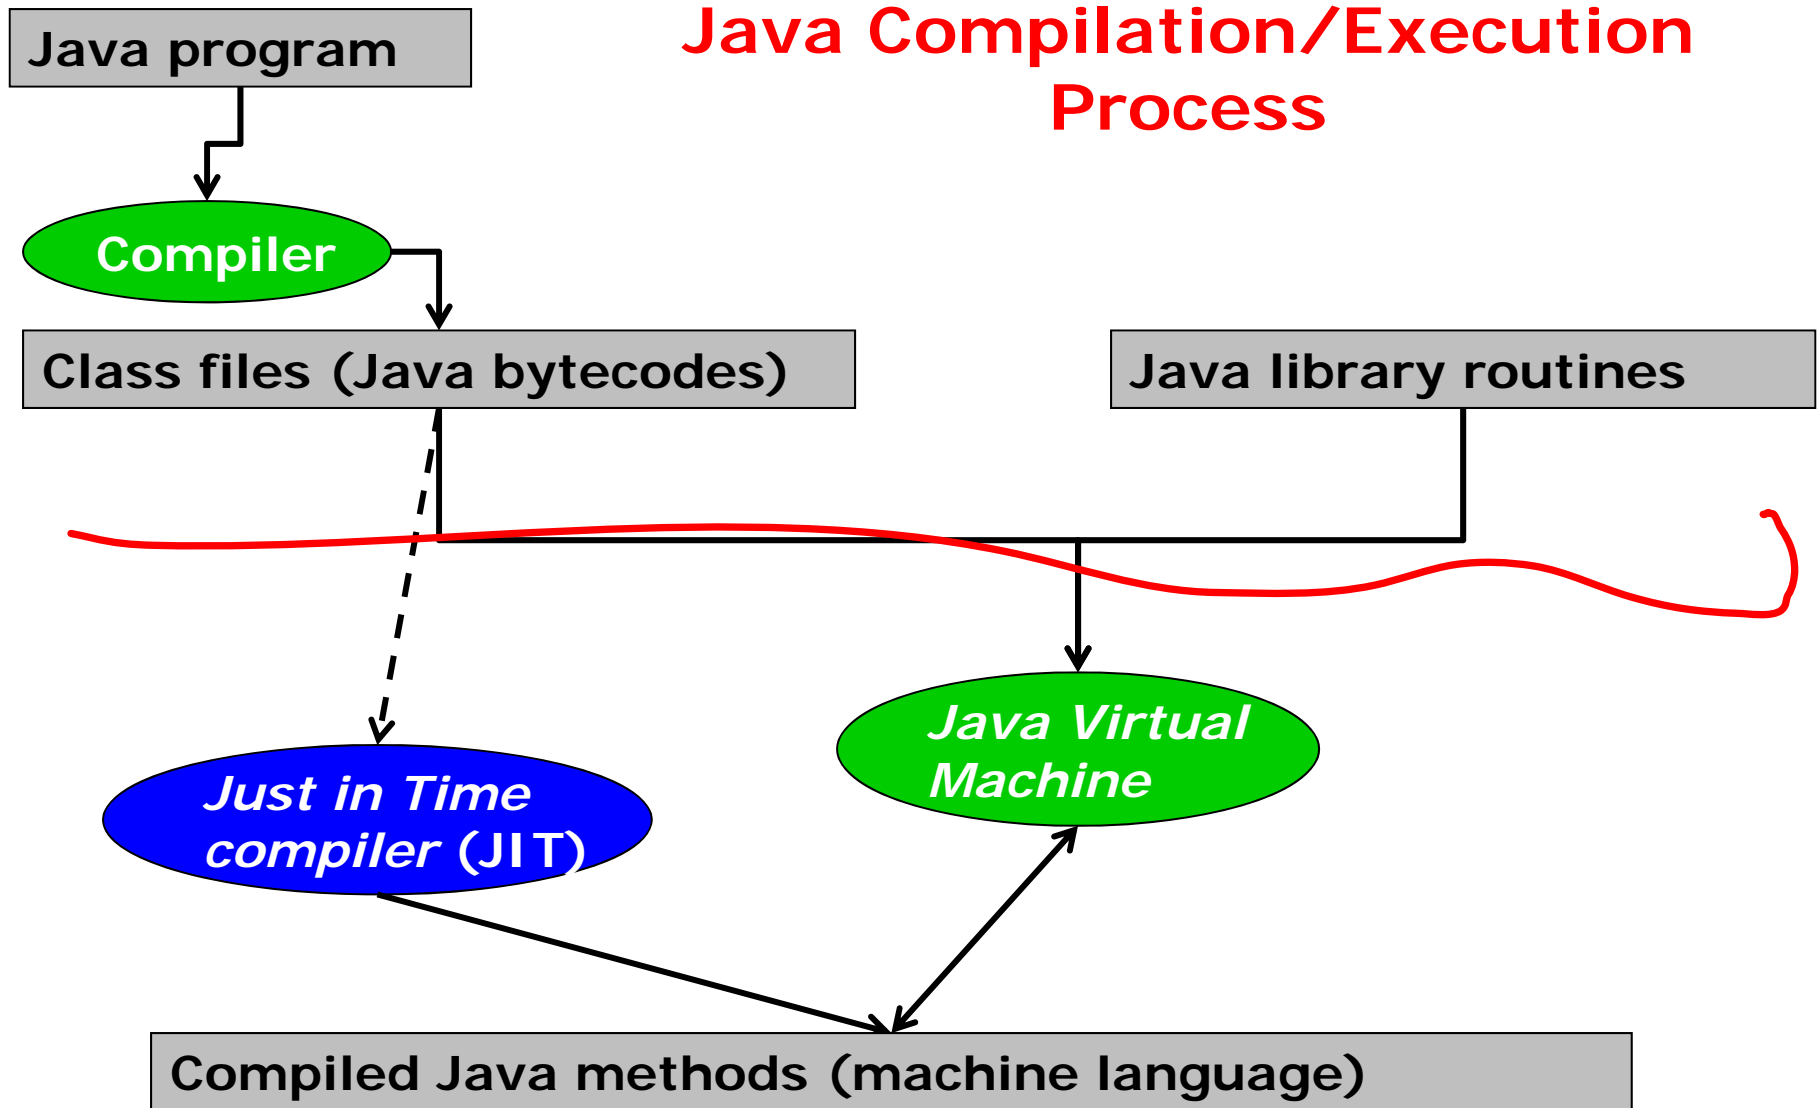 Java Compilation/Execution
Process
Java program
Compiler
Class files (Java bytecodes)
Java library routines
Java Virtual
Machine
Just in Time
compiler (JIT)
Compiled Java methods (machine language)